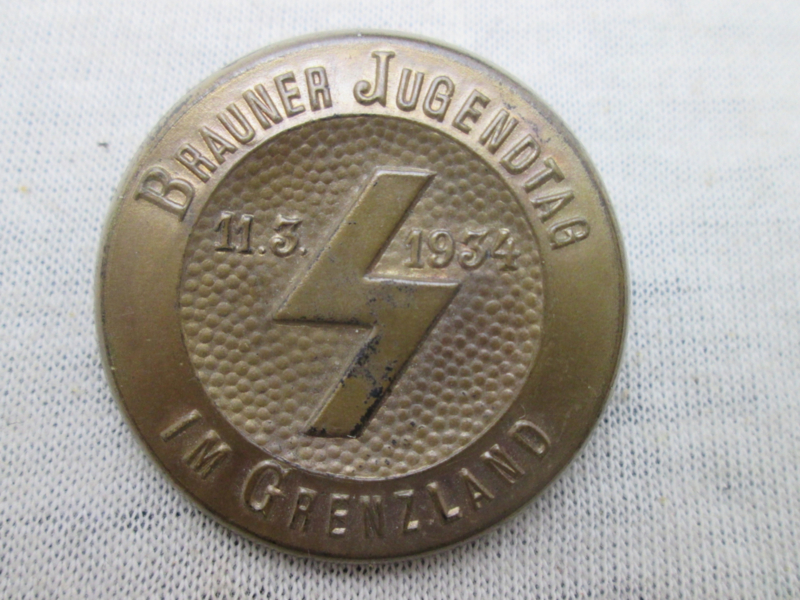 BRAUNER JUGENDTAG
11.3. 1934
IM GRENZLAND